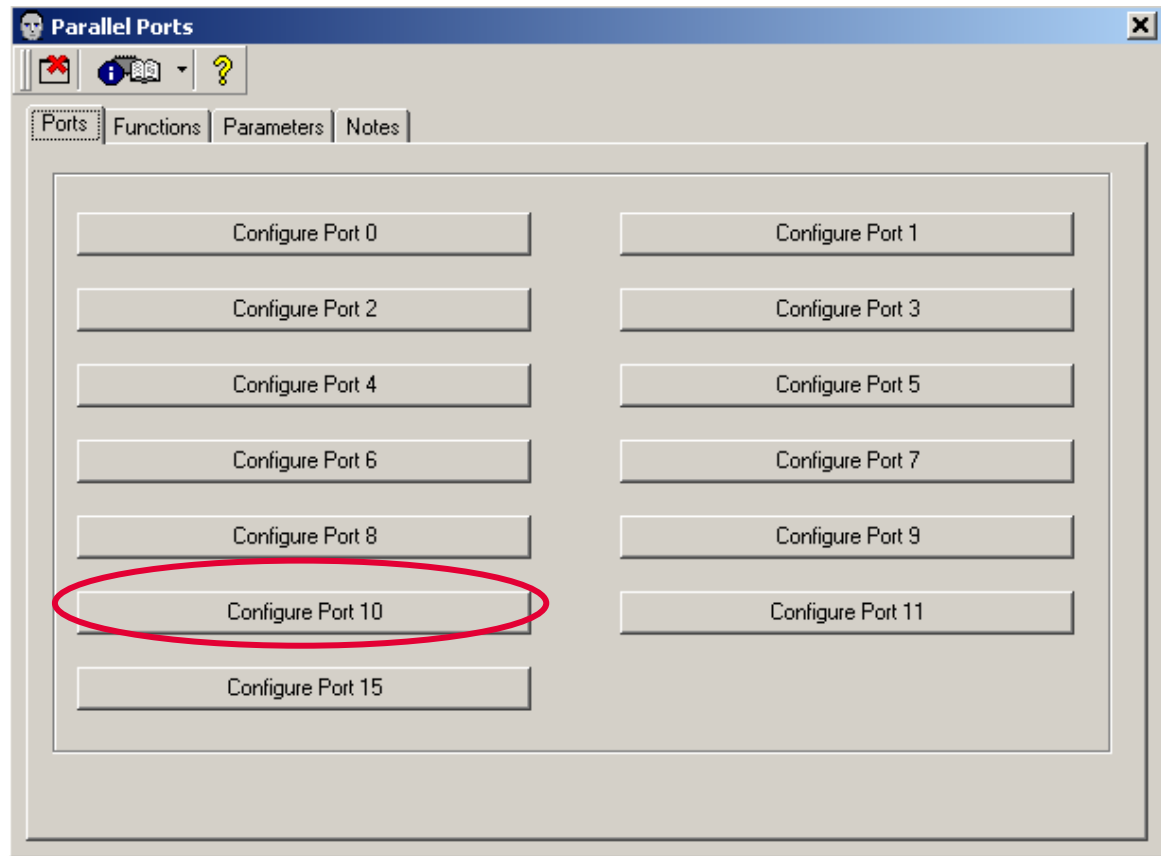 Parallel Ports
Ports Functions Parameters Notes
Configure Port 0 Configure Port 1
Configure Port 2 Configure Port 3
Configure Port 4 Configure Port 5
Configure Port 6 Configure Port 7
Configure Port 8 Configure Port 9
Configure Port 10 Configure Port 11
Configure Port 15